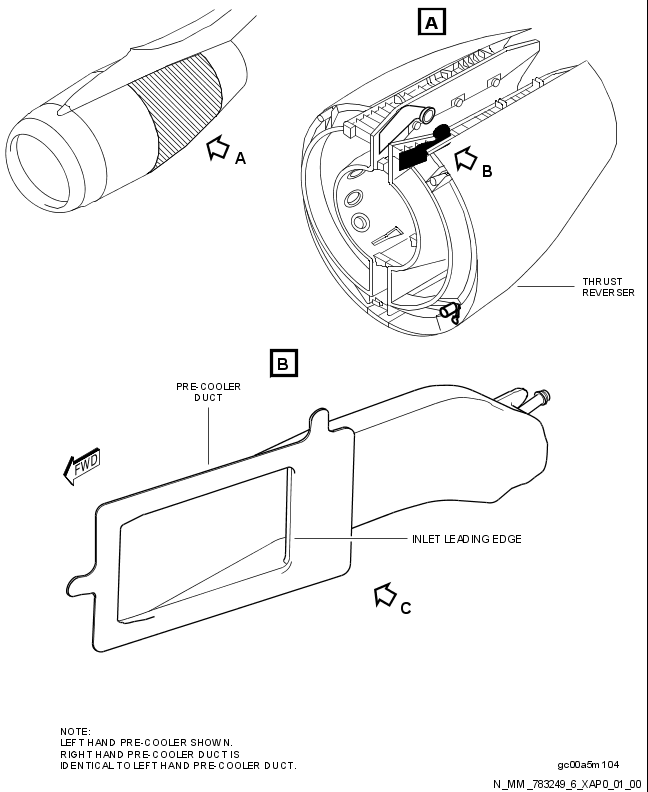 A
A
B
THRUST
REVERSER
B
PRE-COOLER
DUCT
FWD
INLET LEADING EDGE
C
NOTE:
LEFT HAND PRE-COOLER SHOWN.
RIGHT HAND PRE-COOLER DUCT IS
IDENTICAL TO LEFT HAND PRE-COOLER DUCT.
gc00a5m104
N_MM_783249_6_XAP0_01_00